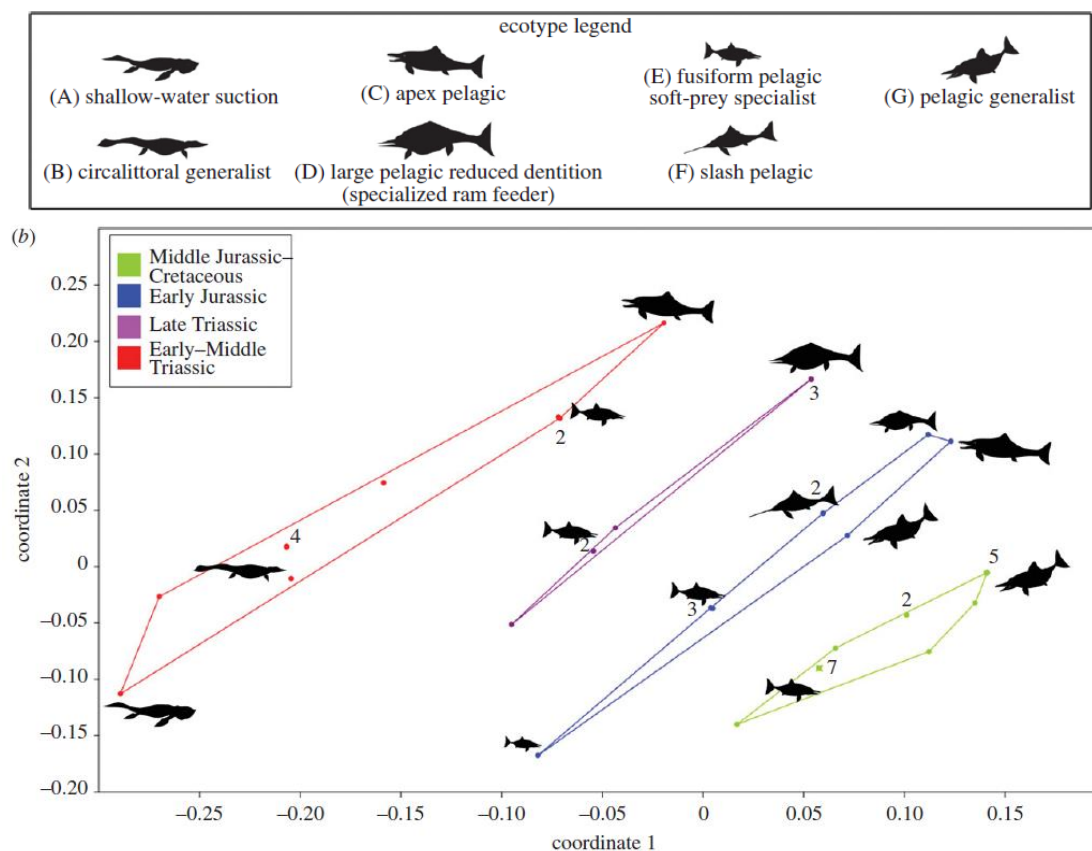 ecotype legend
(A) shallow-water suction
(C) apex pelagic
(E) fusiform pelagic
soft-prey specialist
(G) pelagic generalist
(B) circalittoral generalist
(D) large pelagic reduced dentition
(specialized ram feeder)
(F) slash pelagic
(b)
Middle Jurassic–
Cretaceous
Early Jurassic
Late Triassic
Early–Middle
Triassic
0.25
0.20
0.15
0.10
0.05
0
–0.05
–0.10
–0.15
–0.20
coordinate 2
2
4
3
2
2
3
5
2
7
–0.25
–0.20
–0.15
–0.10
–0.05
0
0.05
0.10
0.15
coordinate 1